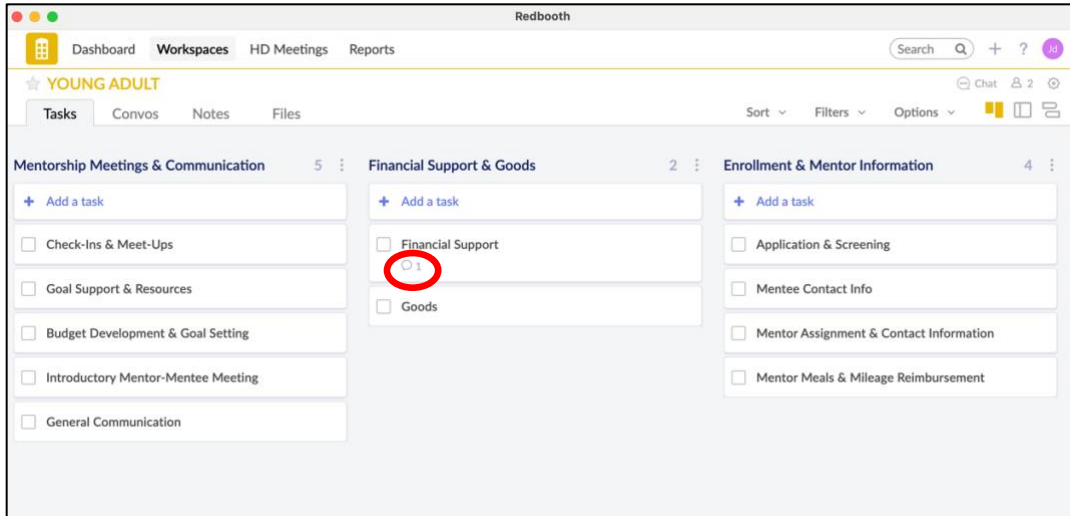 Redbooth
Dashboard Workspaces HD Meetings Reports Search + ? Jd
YOUNG ADULT Chat 2
Tasks Convos Notes Files Sort Filters Options
Mentorship Meetings & Communication 5
+ Add a task
Check-Ins & Meet-Ups
Goal Support & Resources
Budget Development & Goal Setting
Introductory Mentor-Mentee Meeting
General Communication
Financial Support & Goods 2
+ Add a task
Financial Support
1
Goods
Enrollment & Mentor Information 4
+ Add a task
Application & Screening
Mentee Contact Info
Mentor Assignment & Contact Information
Mentor Meals & Mileage Reimbursement